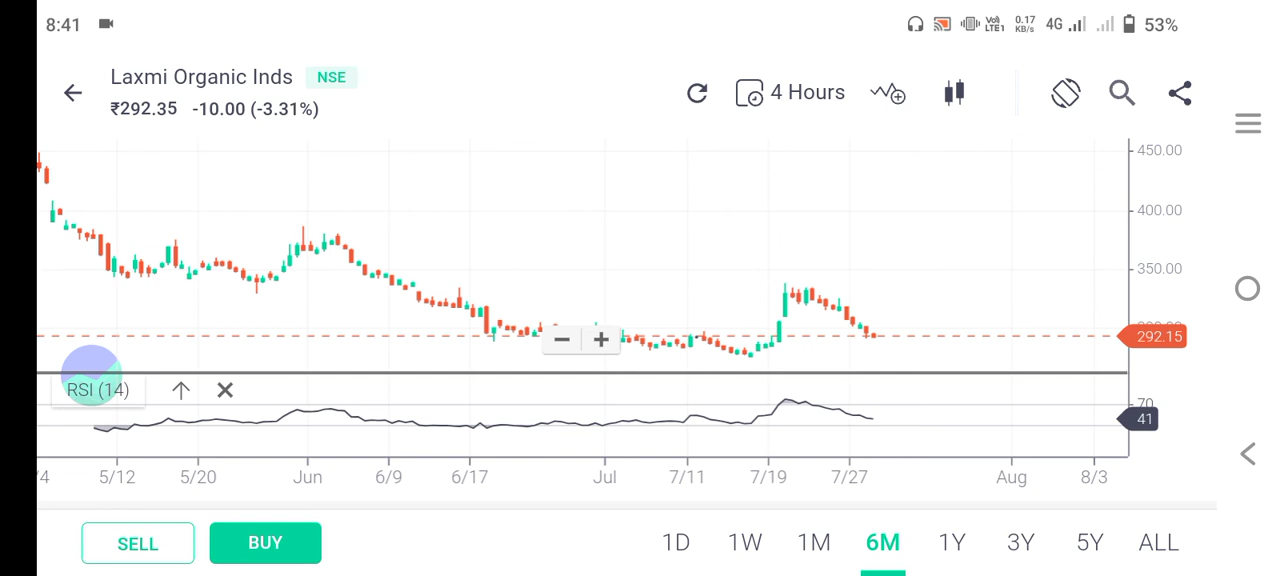 8:41
Vo)) LTE1 0.17 KB/s 4G 53%
Laxmi Organic Inds NSE
₹292.35 -10.00 (-3.31%)
4 Hours
450.00
400.00
350.00
292.15
RSI (14)
70
41
/4 5/12 5/20 Jun 6/9 6/17 Jul 7/11 7/19 7/27 Aug 8/3
SELL BUY 1D 1W 1M 6M 1Y 3Y 5Y ALL